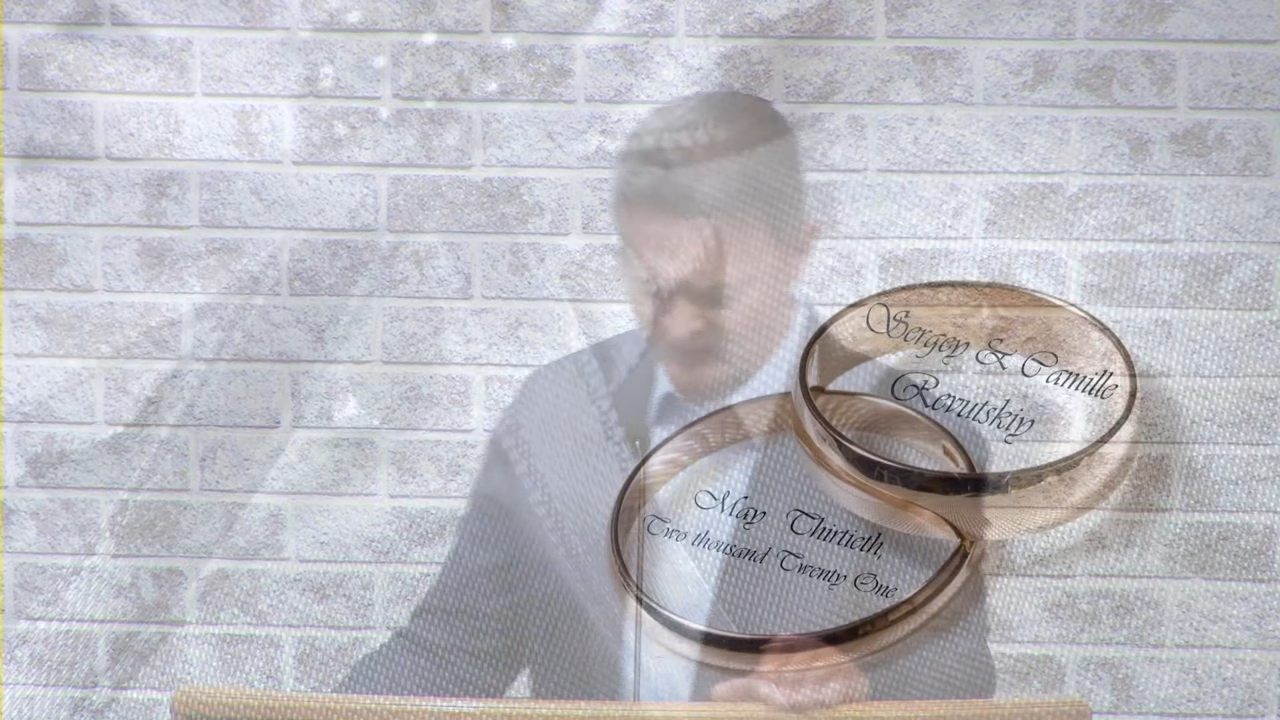 Sergey & Camille
Revutskiy
May Thirtieth,
Two thousand Twenty One